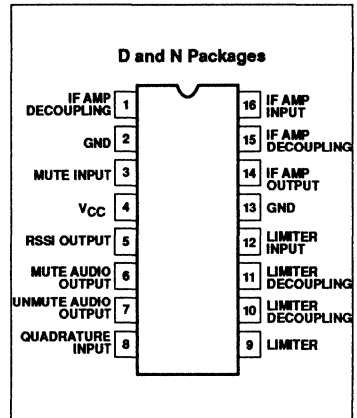 D and N Packages
IF AMP
DECOUPLING 1
GND 2
MUTE INPUT 3
VCC 4
RSSI OUTPUT 5
MUTE AUDIO
OUTPUT 6
UNMUTE AUDIO
OUTPUT 7
QUADRATURE
INPUT 8
16 IF AMP
INPUT
15 IF AMP
DECOUPLING
14 IF AMP
OUTPUT
13 GND
12 LIMITER
INPUT
11 LIMITER
DECOUPLING
10 LIMITER
DECOUPLING
9 LIMITER